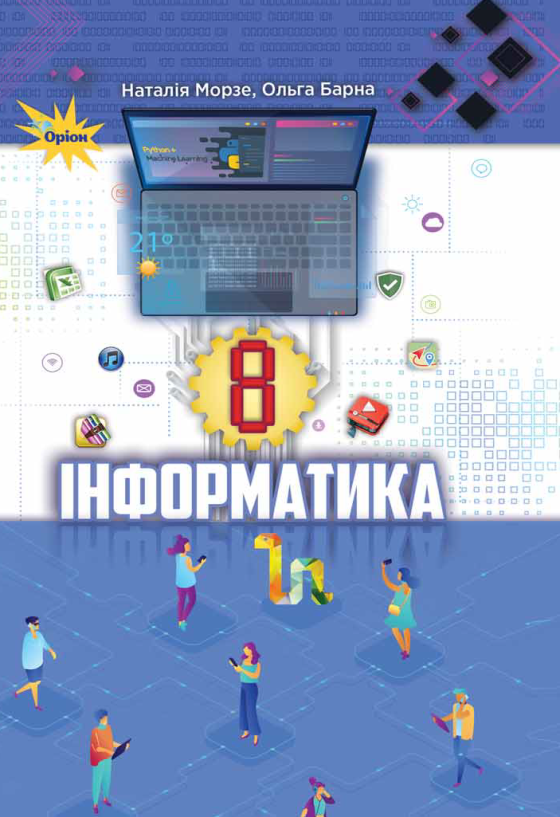 Наталія Морзе, Ольга Барна
Оріон
Python +
Machine Learning
21°
8
ІНФОРМАТИКА